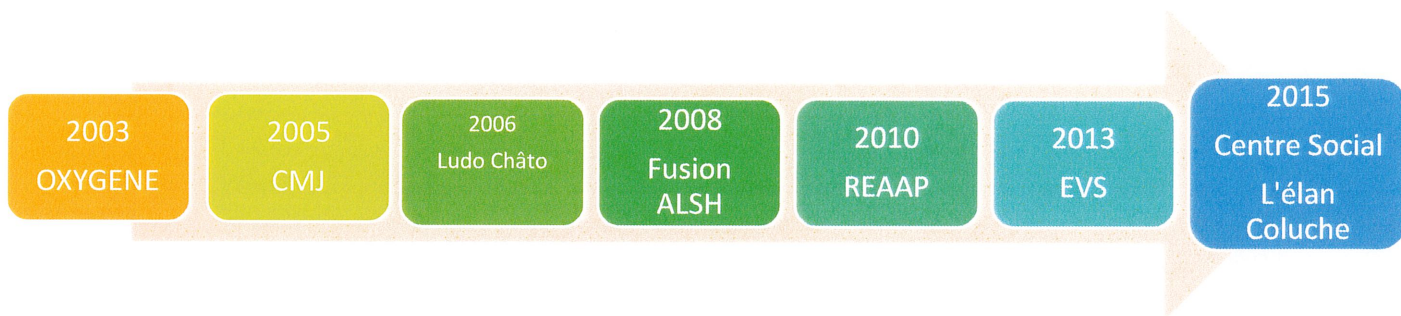 2003
OXYGENE
2005
CMJ
2006
Ludo Châto
2008
Fusion
ALSH
2010
REAAP
2013
EVS
2015
Centre Social
L'élan
Coluche